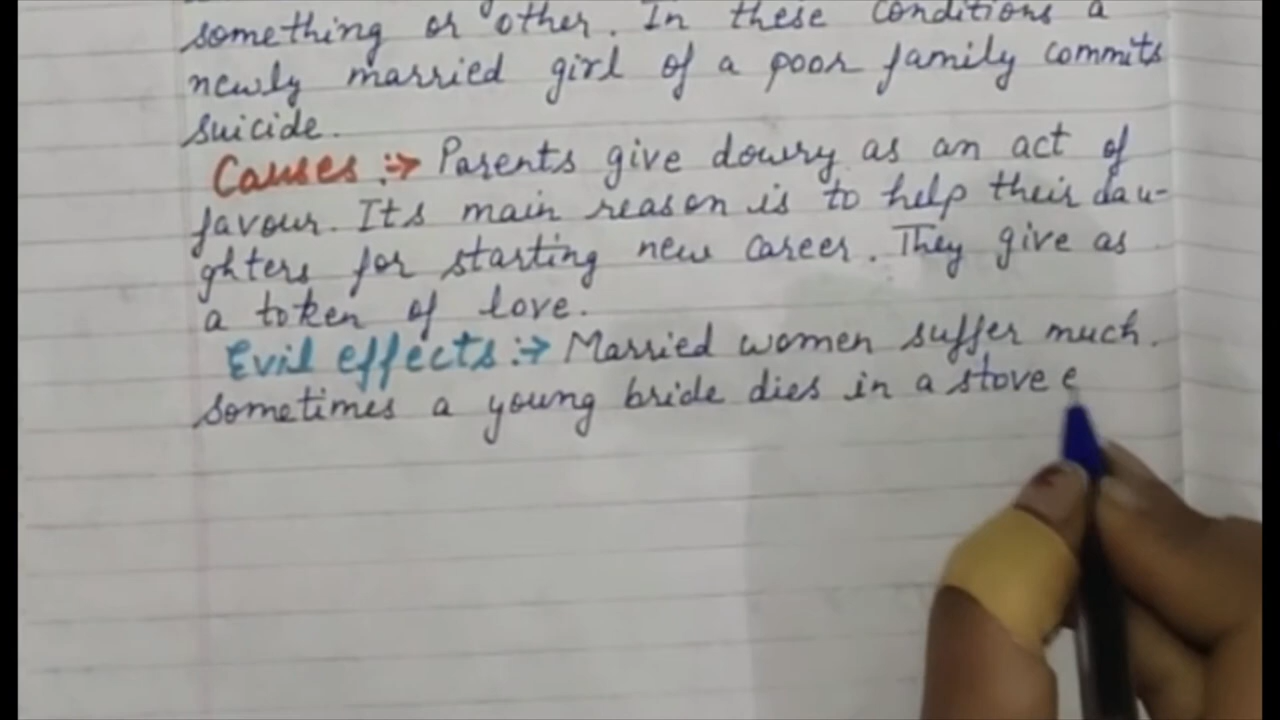 something or other. In these conditions a
newly married girl of a poor family commits
suicide.
Causes :-> Parents give dowry as an act of
favour. Its main reason is to help their dau-
ghters for starting new career. They give as
a token of love.
Evil effects :-> Married women suffer much.
sometimes a young bride dies in a stove e